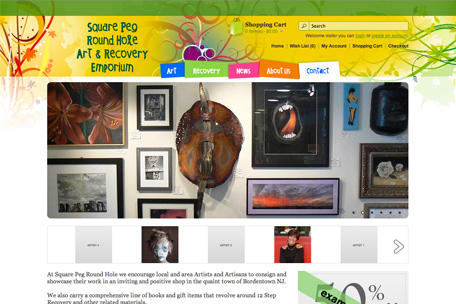 Square Peg
Round Hole
Art & Recovery
Emporium
Shopping Cart
0 item(s) - $0.00
Search
Welcome visitor you can login or create an account.
Home | Wish List (0) | My Account | Shopping Cart | Checkout
Art
Recovery
News
About us
Contact
ARTIST 4
ARTIST 1
At Square Peg Round Hole we encourage local and area Artists and Artisans to consign and
showcase their work in an inviting and positive shop in the quaint town of Bordentown NJ.
We also carry a comprehensive line of books and gift items that revolve around 12 Step
Recovery and other related materials.
example
10%